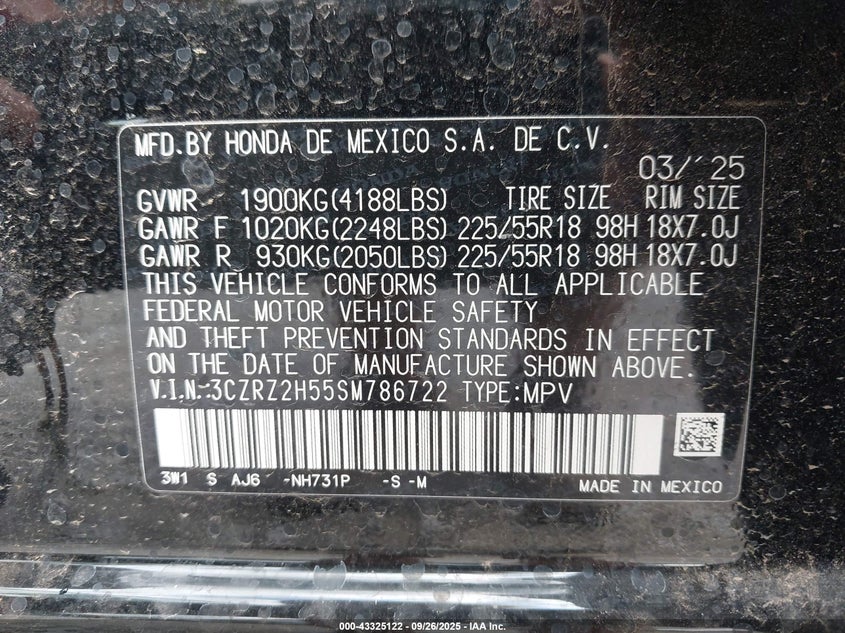 MFD.BY HONDA DE MEXICO S.A. DE C.V.
03/'25
GVWR 1900KG(4188LBS) TIRE SIZE RIM SIZE
GAWR F 1020KG(2248LBS) 225/55R18 98H 18X7.0J
GAWR R 930KG(2050LBS) 225/55R18 98H 18X7.0J
THIS VEHICLE CONFORMS TO ALL APPLICABLE
FEDERAL MOTOR VEHICLE SAFETY
AND THEFT PREVENTION STANDARDS IN EFFECT
ON THE DATE OF MANUFACTURE SHOWN ABOVE.
V.I.N.:3CZRZ2H55SM786722 TYPE:MPV
3W1 S AJ6 -NH731P -S -M
MADE IN MEXICO
000-43325122 - 09/26/2025 - IAA Inc.